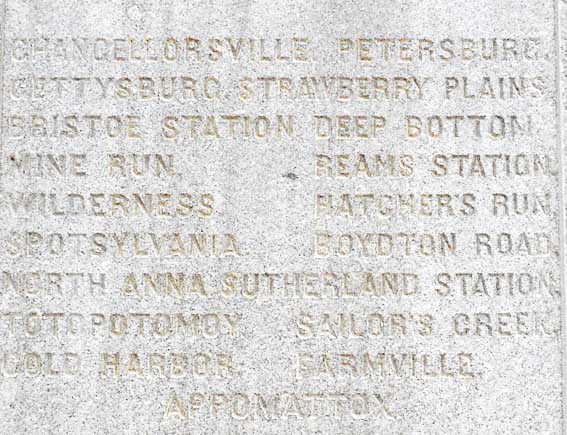 CHANCELLORSVILLE. PETERSBURG.
GETTYSBURG. STRAWBERRY PLAINS.
BRISTOE STATION. DEEP BOTTOM.
MINE RUN. REAMS STATION.
WILDERNESS. HATCHERS RUN.
SPOTSYLVANIA. BOYDTON ROAD.
NORTH ANNA. SUTHERLAND STATION.
TOTOPOTOMOY. SAILOR'S CREEK.
COLD HARBOR. FARMVILLE.
APPOMATTOX.